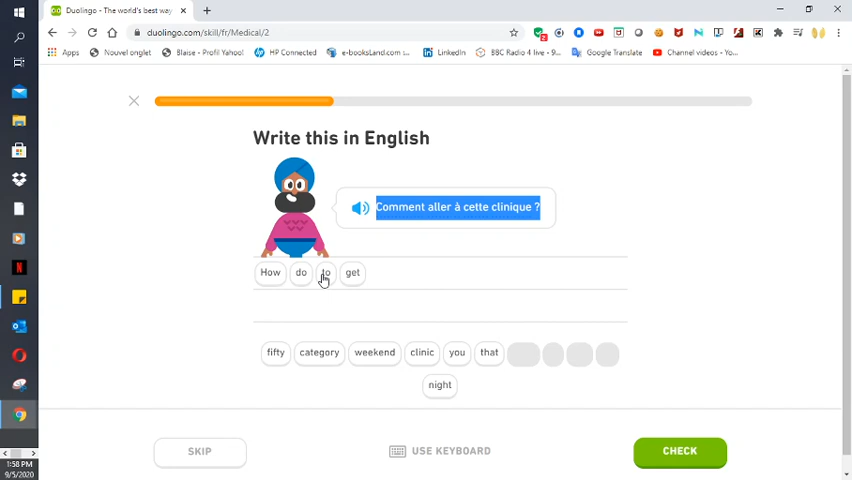 Duolingo - The world's best way
duolingo.com/skill/fr/Medical/2
Apps Nouvel onglet Blaise - Profil Yahoo! HP Connected e-booksLand.com :... LinkedIn BBC Radio 4 live - 9... Google Translate Channel videos - Yo...
Write this in English
Comment aller à cette clinique ?
How do to get
fifty category weekend clinic you that
night
SKIP USE KEYBOARD CHECK
1:58 PM
9/5/2020